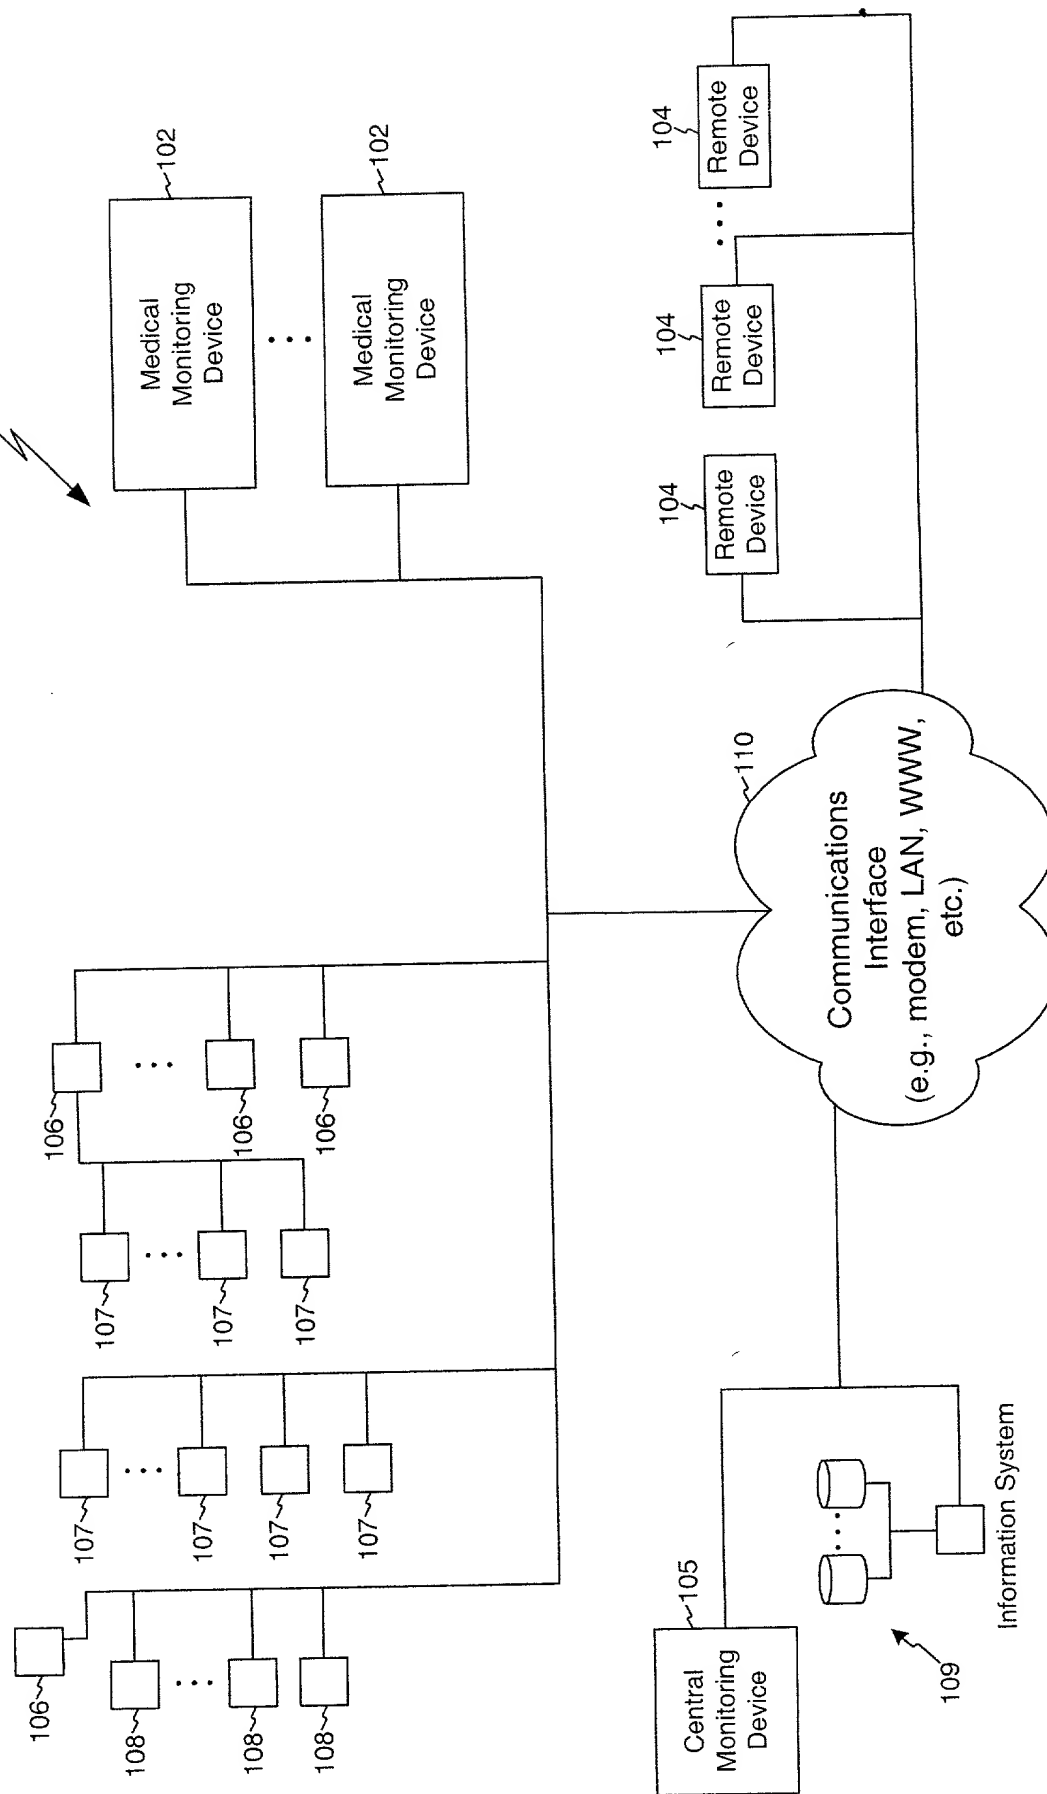 106
108
108
108
107
107
107
107
107
107
107
106
106
106
Medical
Monitoring
Device
102
Medical
Monitoring
Device
102
Central
Monitoring
Device
105
109
Information System
Communications
Interface
(e.g., modem, LAN, WWW,
etc.)
110
104
Remote
Device
104
Remote
Device
104
Remote
Device